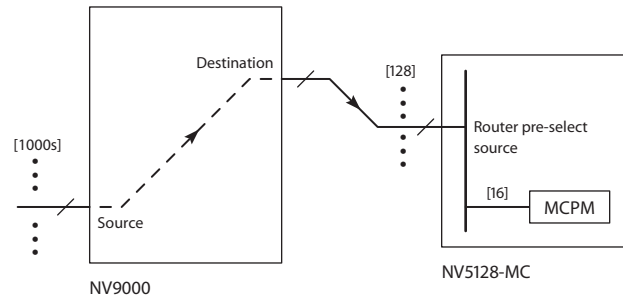 Destination
[128]
[1000s]
Router pre-select
source
[16]
MCPM
Source
NV5128-MC
NV9000